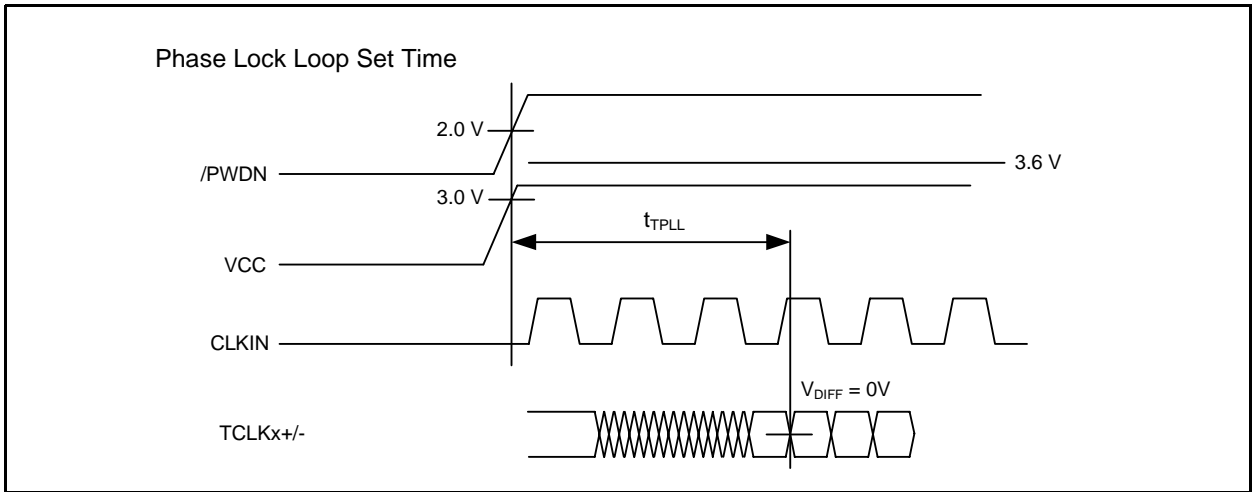 Phase Lock Loop Set Time
2.0 V
/PWDN
3.6 V
3.0 V
tTPLL
VCC
CLKIN
VDIFF = 0V
TCLKx+/-